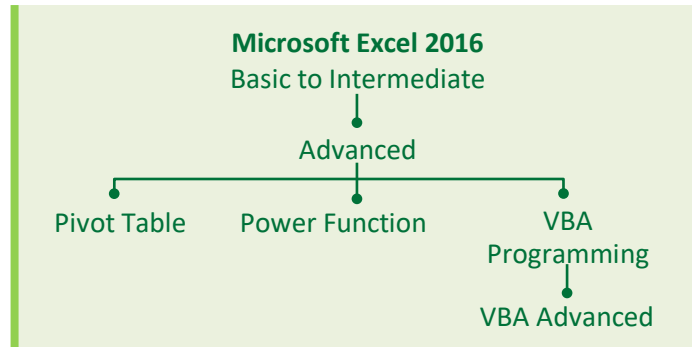 Microsoft Excel 2016
Basic to Intermediate
Advanced
Pivot Table
Power Function
VBA
Programming
VBA Advanced